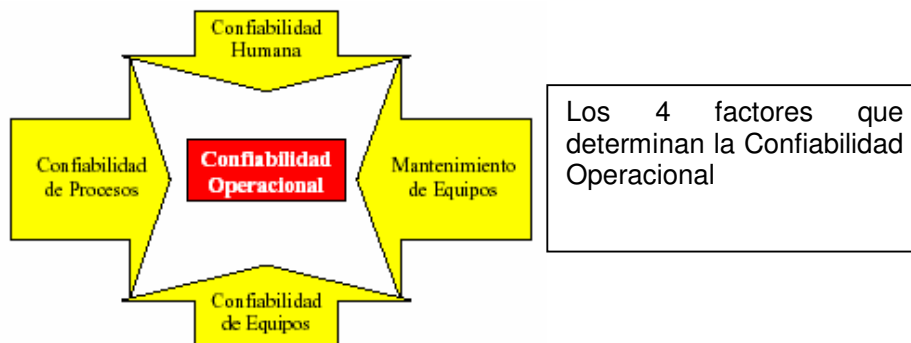 Confiabilidad
Humana
Confiabilidad
de Procesos
Confiabilidad
Operacional
Mantenimiento
de Equipos
Confiabilidad
de Equipos
Los 4 factores que
determinan la Confiabilidad
Operacional